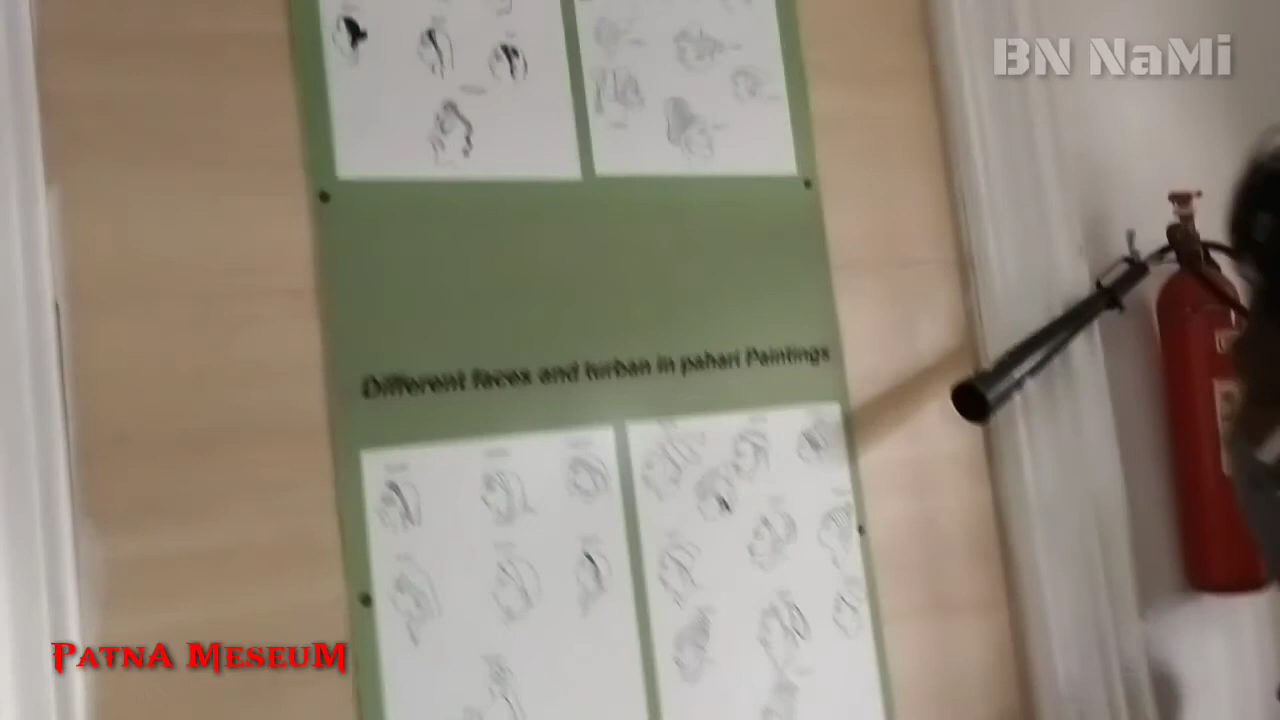 BN NaMi
Different faces and turban in pahari Paintings
PatnA MeseuM